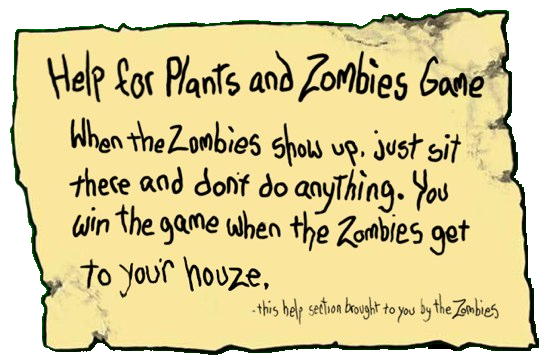 Help for Plants and Zombies Game
When the Zombies show up, just sit
there and don't do anything. You
win the game when the Zombies get
to your houze.
-this help section brought to you by the Zombies